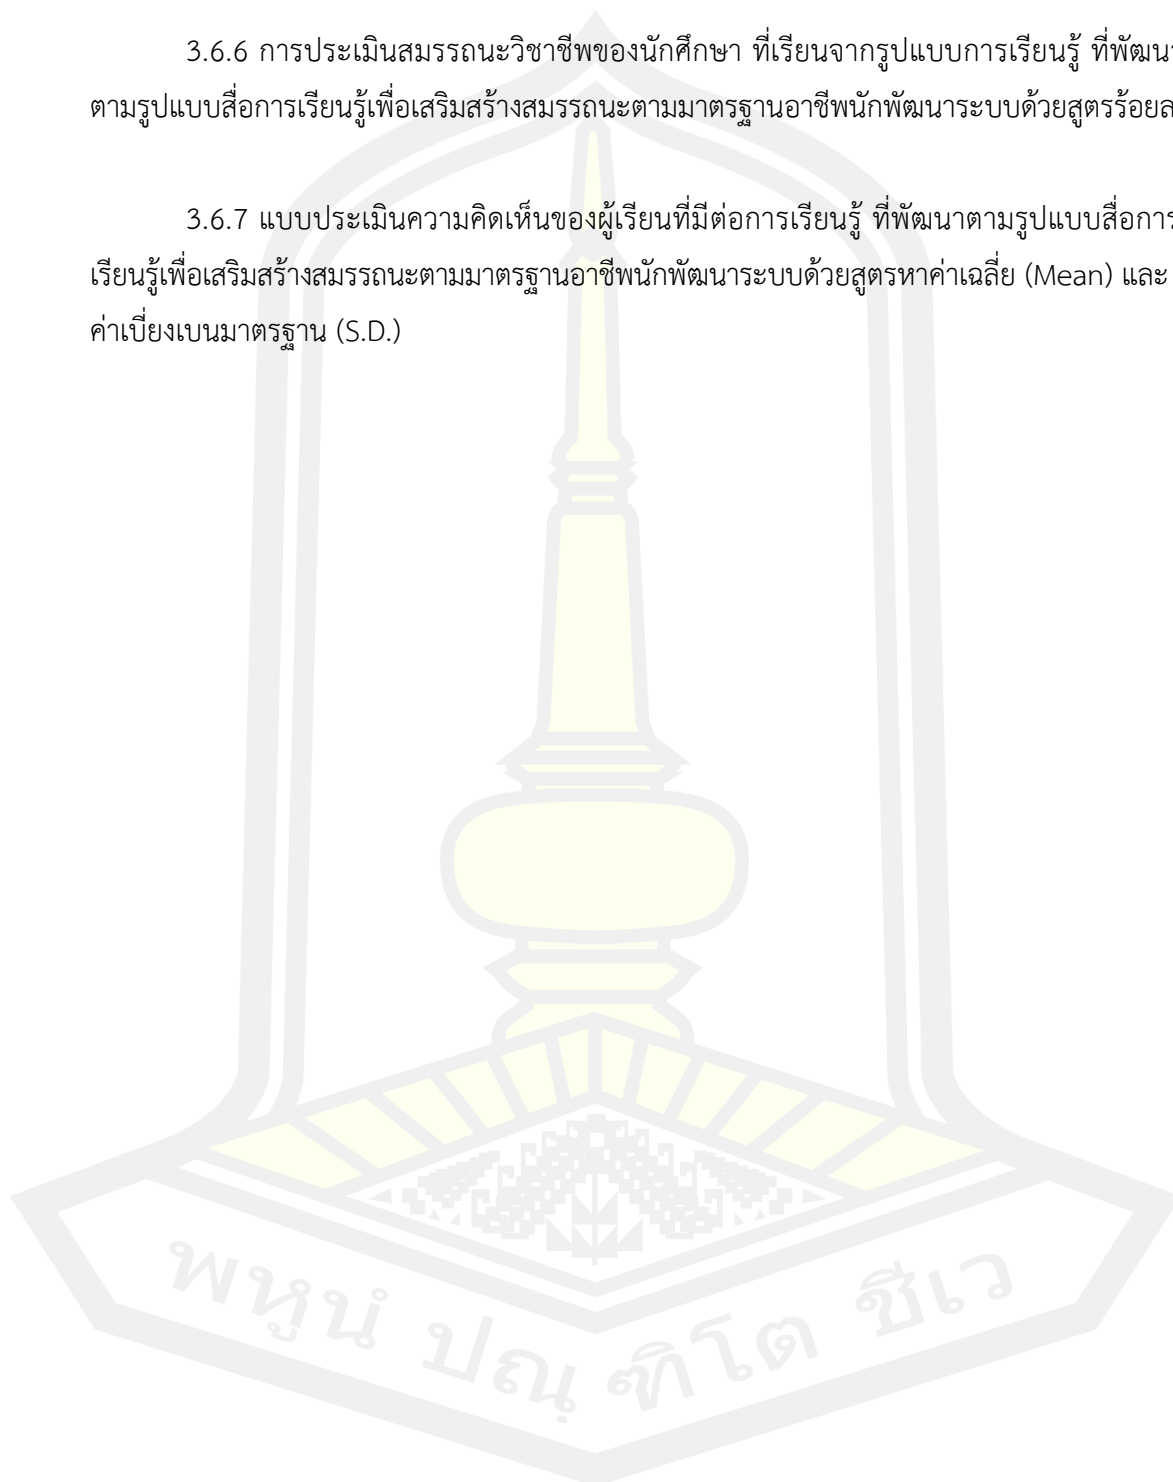 3.6.6 การประเมินสมรรถนะวิชาชีพของนักศึกษา ที่เรียนจากรูปแบบการเรียนรู้ ที่พัฒนา
ตามรูปแบบสื่อการเรียนรู้เพื่อเสริมสร้างสมรรถนะตามมาตรฐานอาชีพนักพัฒนาระบบด้วยสูตรร้อยล
3.6.7 แบบประเมินความคิดเห็นของผู้เรียนที่มีต่อการเรียนรู้ ที่พัฒนาตามรูปแบบสื่อการ
เรียนรู้เพื่อเสริมสร้างสมรรถนะตามมาตรฐานอาชีพนักพัฒนาระบบด้วยสูตรหาค่าเฉลี่ย (Mean) และ
ค่าเบี่ยงเบนมาตรฐาน (S.D.)
พหูนํ ปณฺฑิโต ชีเว